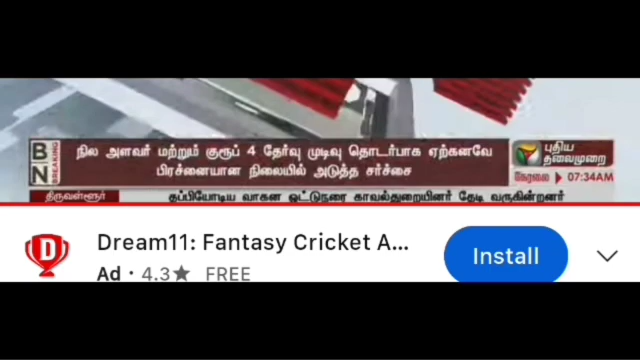 BN
BREAKING
நில அளவர் மற்றும் குரூப் 4 தேர்வு முடிவு தொடர்பாக ஏற்கனவே
பிரச்னையான நிலையில் அடுத்த சர்ச்சை
புதிய
தலைமுறை
கேரளை 07:34AM
திருவள்ளூர்
தப்பியோடிய வாகன ஓட்டுநரை காவல்துறையினர் தேடி வருகின்றனர்
Dream11: Fantasy Cricket A...
Ad · 4.3★ FREE
Install